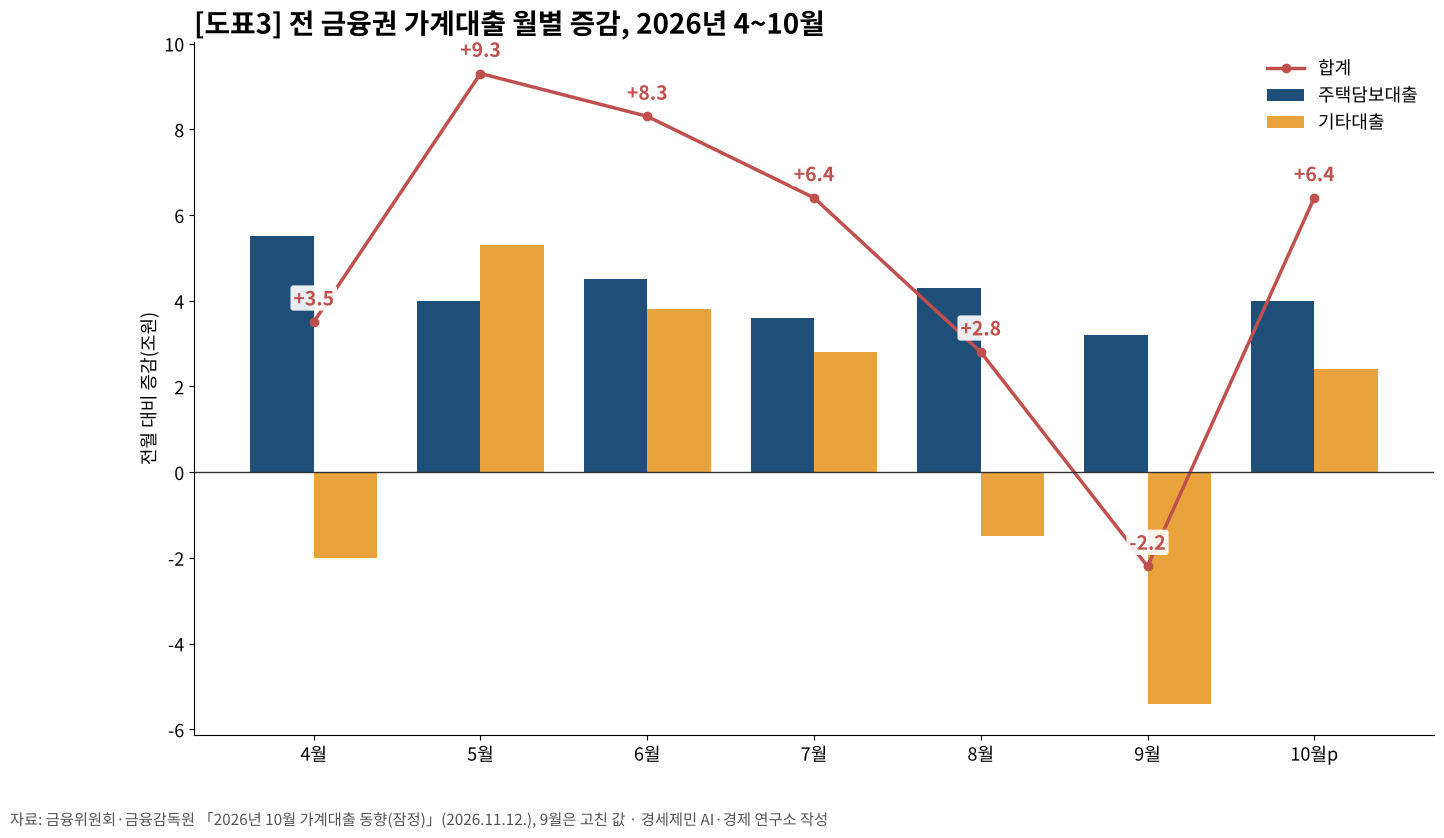 [도표3] 전 금융권 가계대출 월별 증감, 2026년 4~10월
합계
주택담보대출
기타대출
전월 대비 증감(조원)
10
8
6
4
2
0
-2
-4
-6
+3.5
+9.3
+8.3
+6.4
+2.8
-2.2
+6.4
4월
5월
6월
7월
8월
9월
10월p
자료: 금융위원회·금융감독원 「2026년 10월 가계대출 동향(잠정)」(2026.11.12.), 9월은 고친 값 · 경세제민 AI·경제 연구소 작성